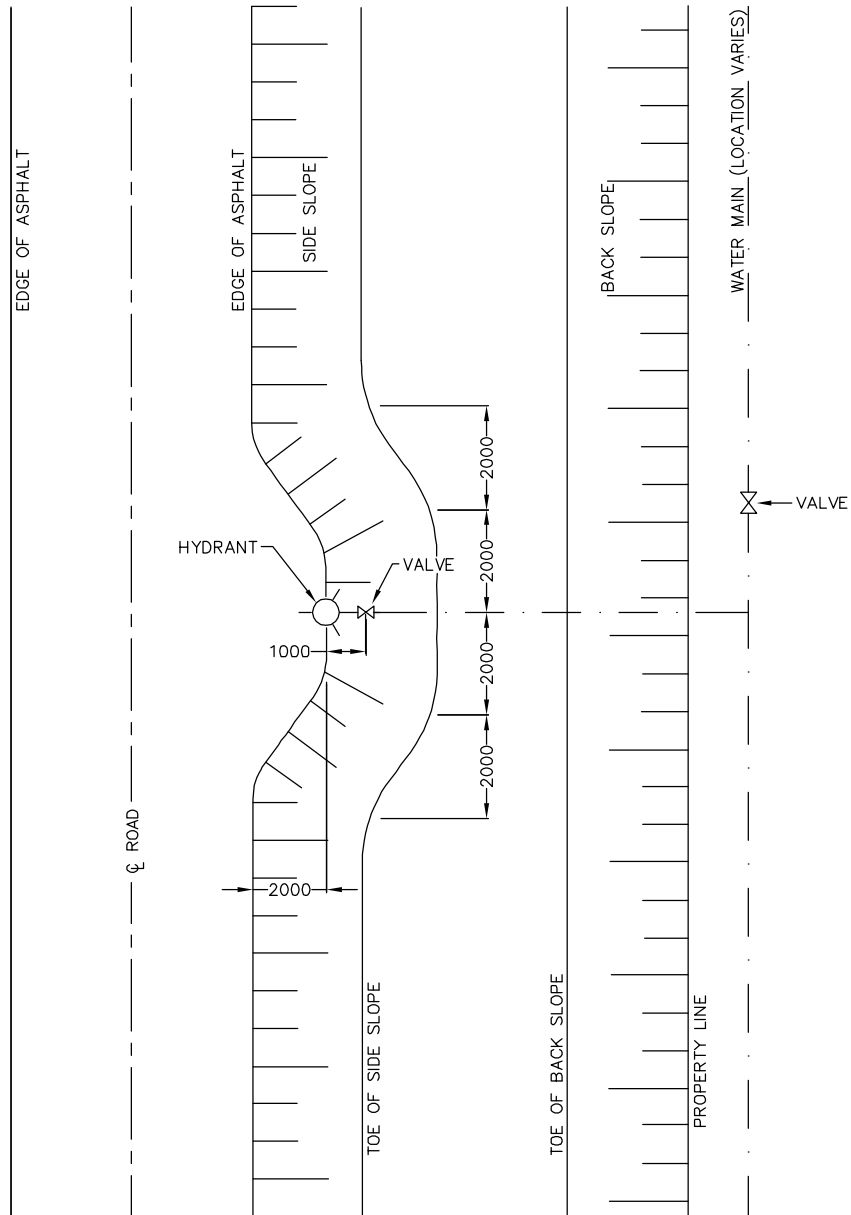 EDGE OF ASPHALT
EDGE OF ASPHALT
SIDE SLOPE
BACK SLOPE
WATER MAIN (LOCATION VARIES)
2000
VALVE
HYDRANT
2000
VALVE
1000
2000
2000
℄ ROAD
2000
TOE OF SIDE SLOPE
TOE OF BACK SLOPE
PROPERTY LINE